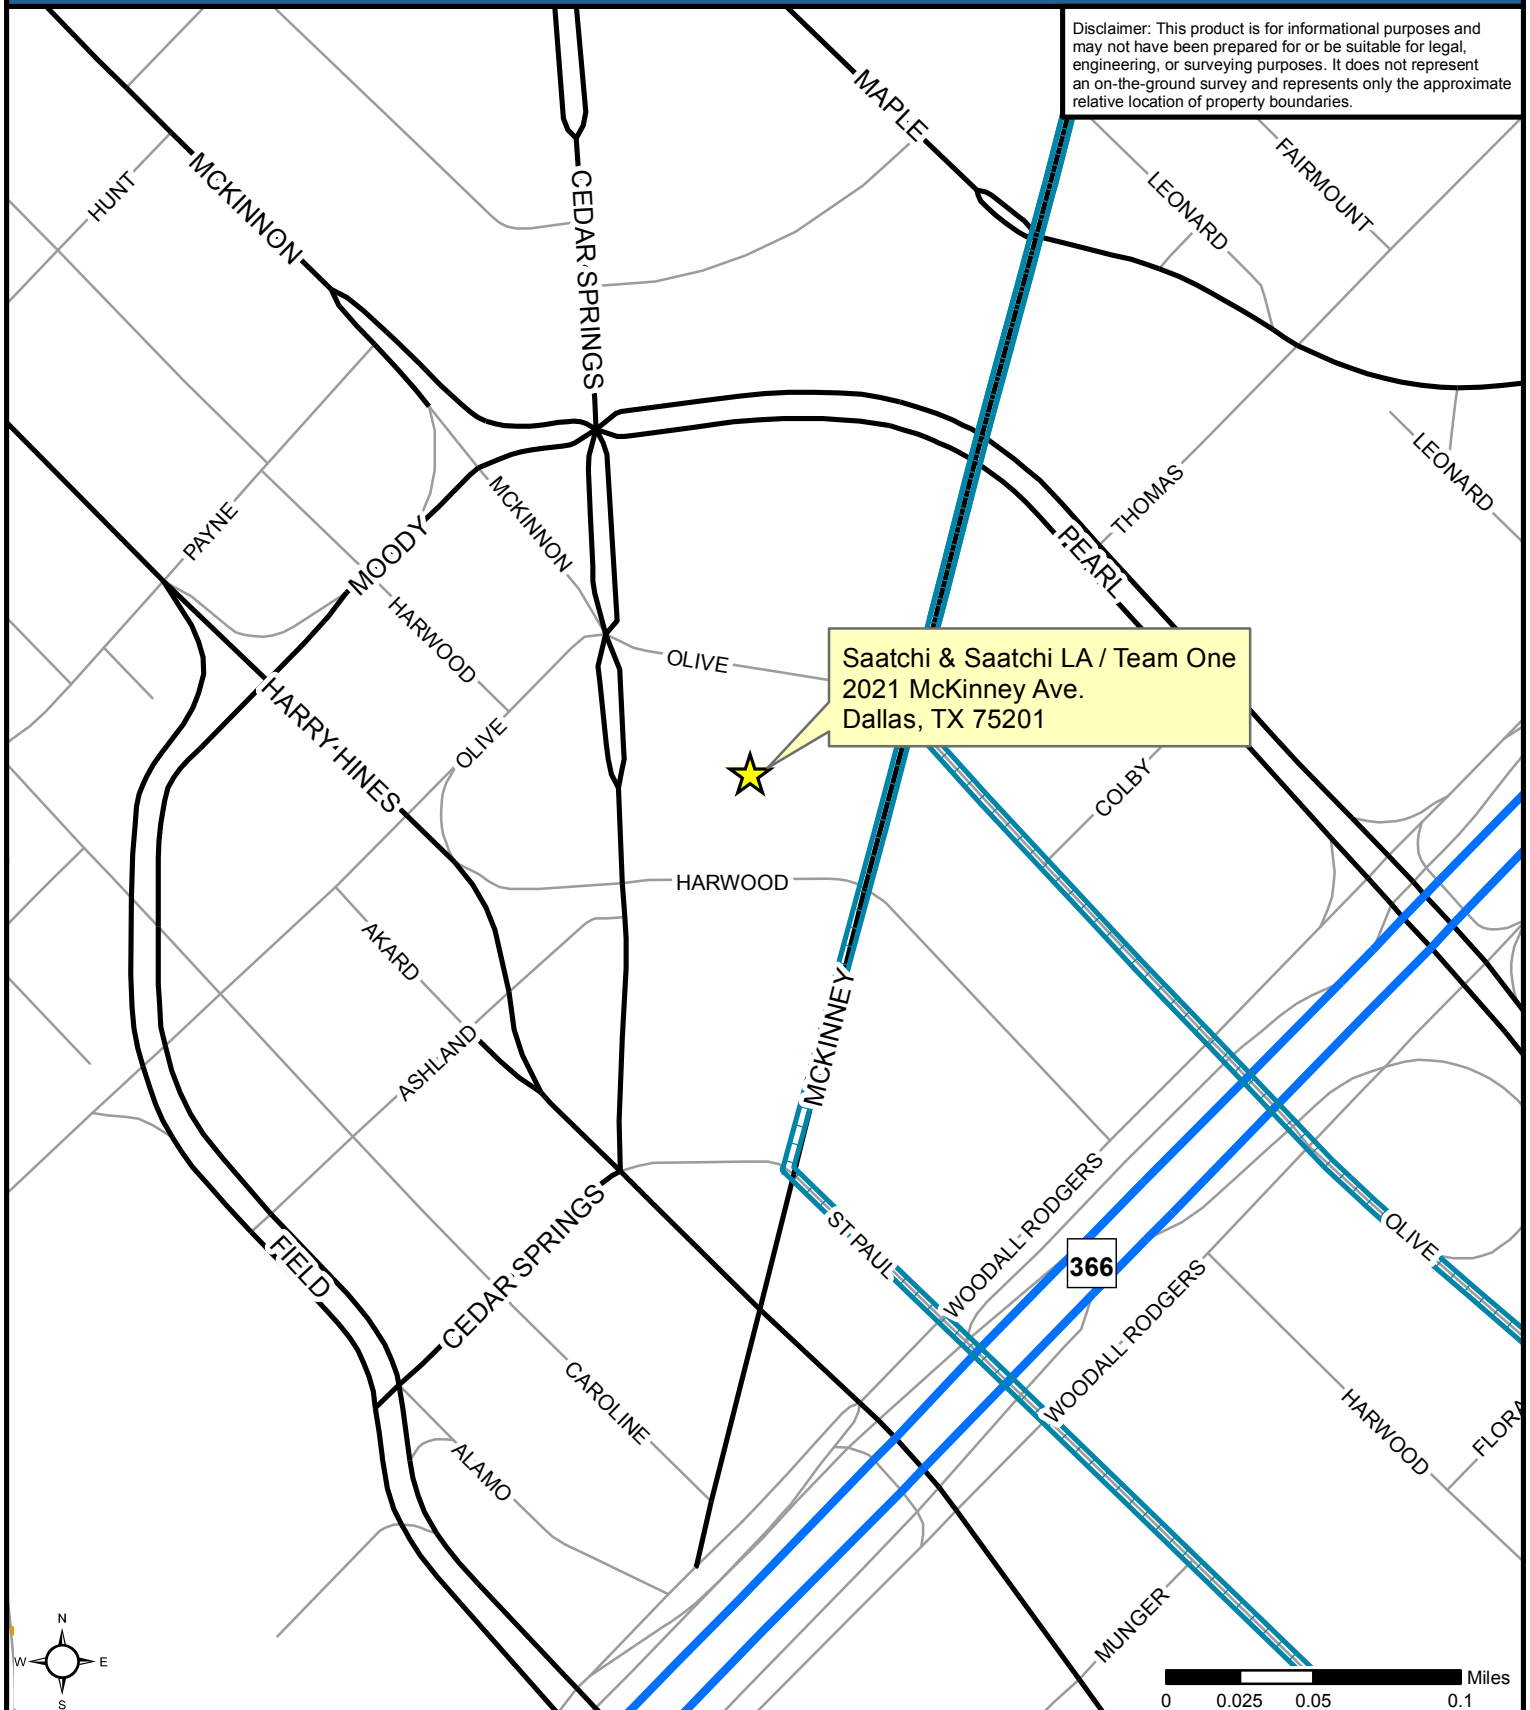 Disclaimer: This product is for informational purposes and
may not have been prepared for or be suitable for legal,
engineering, or surveying purposes. It does not represent
an on-the-ground survey and represents only the approximate
relative location of property boundaries.
MAPLE
FAIRMOUNT
LEONARD
HUNT
MCKINNON
CEDAR SPRINGS
LEONARD
THOMAS
PEARL
PAYNE
MOODY
MCKINNON
HARWOOD
OLIVE
Saatchi & Saatchi LA / Team One
2021 McKinney Ave.
Dallas, TX 75201
HARRY HINES
OLIVE
COLBY
HARWOOD
AKARD
ASHLAND
MCKINNEY
ST PAUL
WOODALL RODGERS
OLIVE
366
WOODALL RODGERS
FIELD
CEDAR SPRINGS
CAROLINE
HARWOOD
FLORA
ALAMO
MUNGER
N
W
E
S
Miles
0
0.025
0.05
0.1